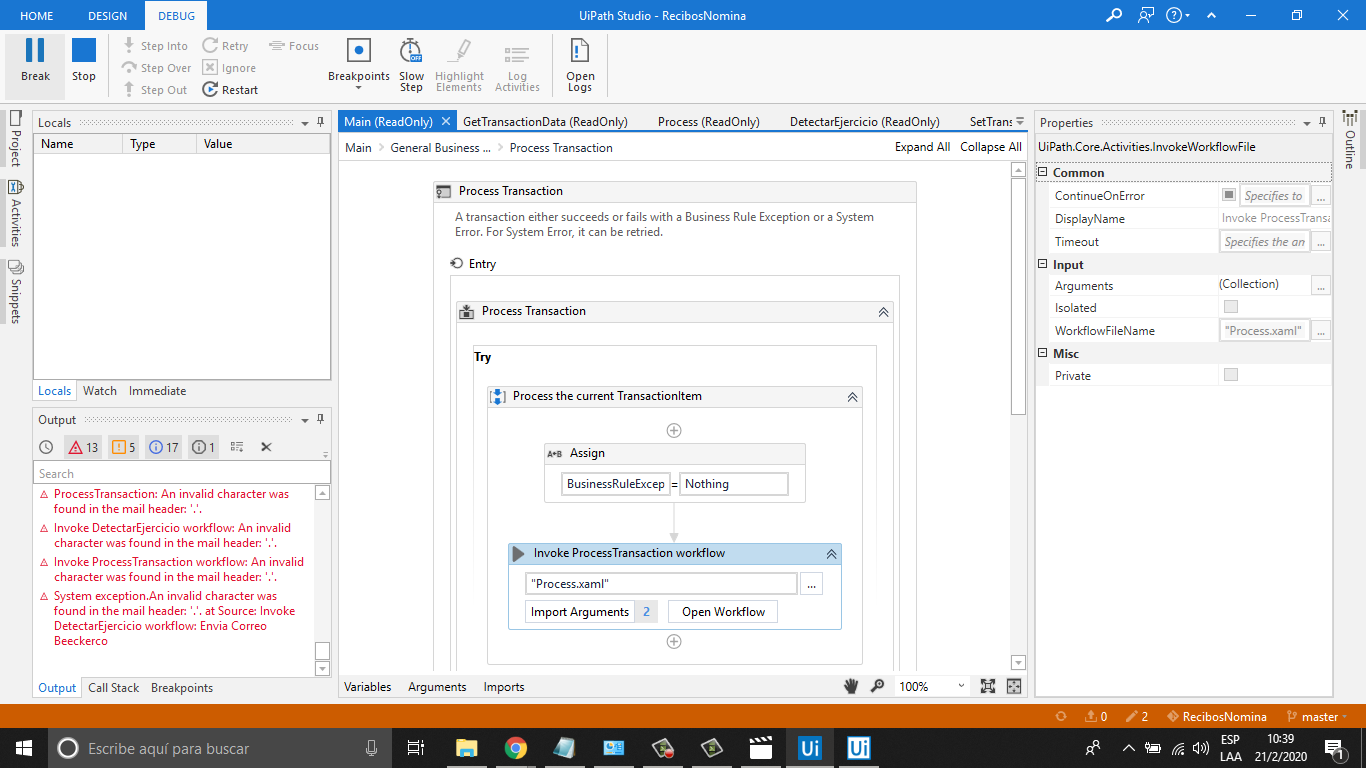 HOME DESIGN DEBUG UiPath Studio - RecibosNomina
Break Stop Step Into Step Over Step Out Retry Ignore Restart Focus Breakpoints Slow Step Highlight Elements Log Activities Open Logs
Project
Activities
Snippets
Locals
Name Type Value
Locals Watch Immediate
Output
13 5 17 1
Search
ProcessTransaction: An invalid character was
found in the mail header: '.'.
Invoke DetectarEjercicio workflow: An invalid
character was found in the mail header: '.'.
Invoke ProcessTransaction workflow: An invalid
character was found in the mail header: '.'.
System exception.An invalid character was
found in the mail header: '.'. at Source: Invoke
DetectarEjercicio workflow: Envia Correo
Beeckerco
Output Call Stack Breakpoints
Main (ReadOnly) GetTransactionData (ReadOnly) Process (ReadOnly) DetectarEjercicio (ReadOnly) SetTrans
Main General Business ... Process Transaction Expand All Collapse All
Process Transaction
A transaction either succeeds or fails with a Business Rule Exception or a System
Error. For System Error, it can be retried.
Entry
Process Transaction
Try
Process the current TransactionItem
A*B Assign
BusinessRuleExcep = Nothing
Invoke ProcessTransaction workflow
"Process.xaml" ...
Import Arguments 2 Open Workflow
Variables Arguments Imports 100%
Properties
UiPath.Core.Activities.InvokeWorkflowFile
Common
ContinueOnError Specifies to ...
DisplayName Invoke ProcessTransa
Timeout Specifies the an ...
Input
Arguments (Collection) ...
Isolated
WorkflowFileName "Process.xaml" ...
Misc
Private
Outline
0 2 RecibosNomina master
Escribe aquí para buscar
Ui Ui
ESP
LAA
10:39
21/2/2020
1